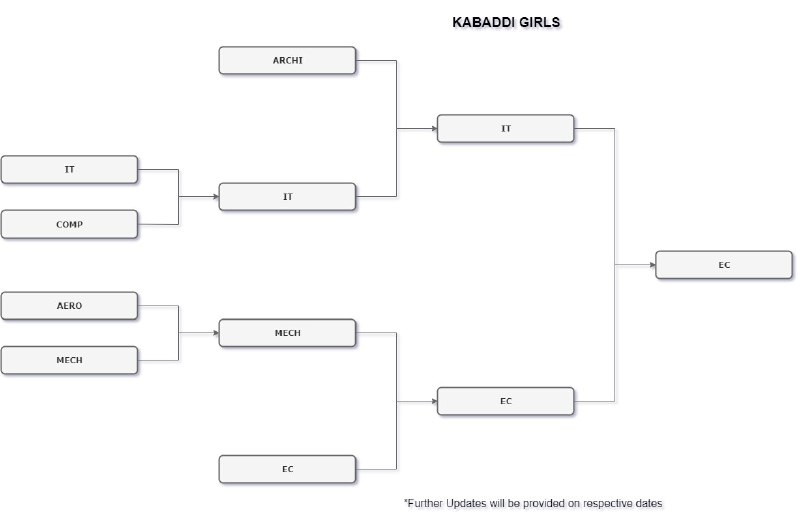 KABADDI GIRLS
ARCHI
IT
IT
IT
COMP
EC
AERO
MECH
MECH
EC
EC
*Further Updates will be provided on respective dates